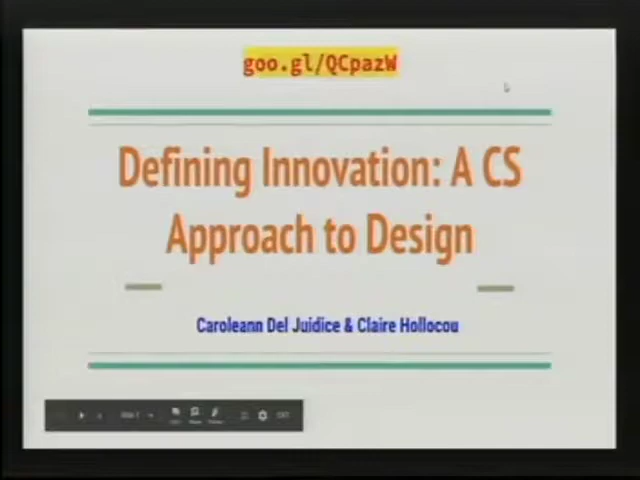 goo.gl/QCpazW
Defining Innovation: A CS
Approach to Design
Caroleann Del Juidice & Claire Hollocou